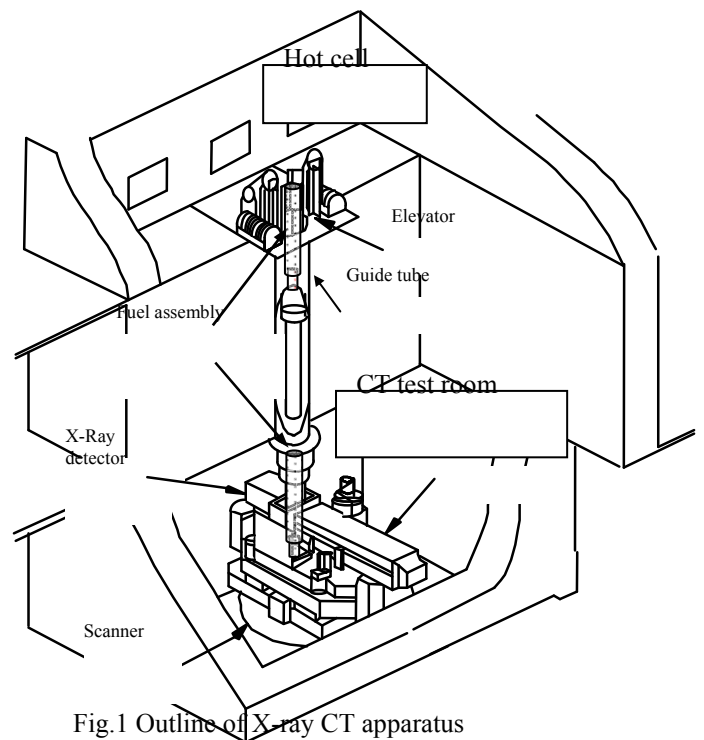 Hot cell
Elevator
Guide tube
Fuel assembly
CT test room
X-Ray
detector
Scanner
Fig.1 Outline of X-ray CT apparatus